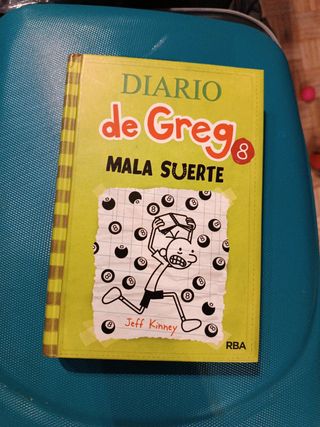 DIARIO
de Greg
8
MALA SUERTE
Jeff Kinney
RBA